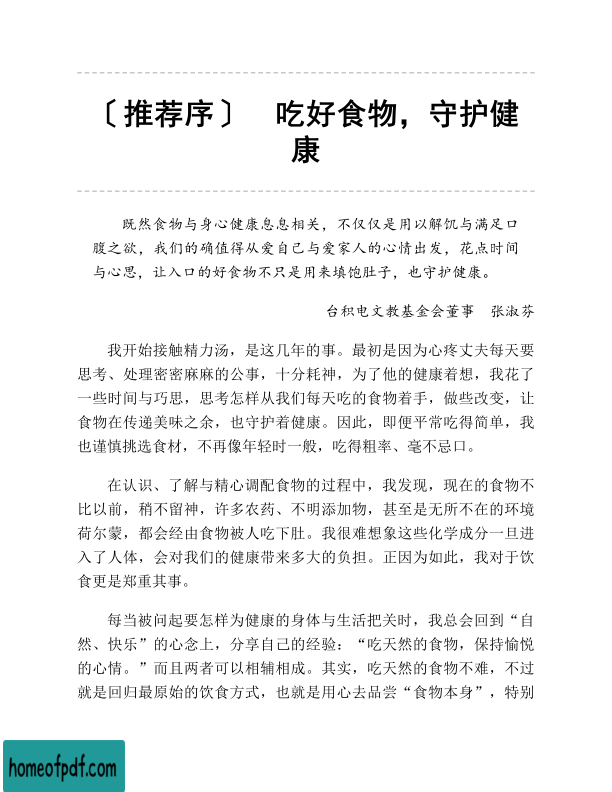 〔推荐序〕　吃好食物，守护健
康
既然食物与身心健康息息相关，不仅仅是用以解饥与满足口
腹之欲，我们的确值得从爱自己与爱家人的心情出发，花点时间
与心思，让入口的好食物不只是用来填饱肚子，也守护健康。
台积电文教基金会董事　张淑芬
我开始接触精力汤，是这几年的事。最初是因为心疼丈夫每天要
思考、处理密密麻麻的公事，十分耗神，为了他的健康着想，我花了
一些时间与巧思，思考怎样从我们每天吃的食物着手，做些改变，让
食物在传递美味之余，也守护着健康。因此，即便平常吃得简单，我
也谨慎挑选食材，不再像年轻时一般，吃得粗率、毫不忌口。
在认识、了解与精心调配食物的过程中，我发现，现在的食物不
比以前，稍不留神，许多农药、不明添加物，甚至是无所不在的环境
荷尔蒙，都会经由食物被人吃下肚。我很难想象这些化学成分一旦进
入了人体，会对我们的健康带来多大的负担。正因为如此，我对于饮
食更是郑重其事。
每当被问起要怎样为健康的身体与生活把关时，我总会回到“自
然、快乐”的心念上，分享自己的经验：“吃天然的食物，保持愉悦
的心情。”而且两者可以相辅相成。其实，吃天然的食物不难，不过
就是回归最原始的饮食方式，也就是用心去品尝“食物本身”，特别
homeofpdf.com